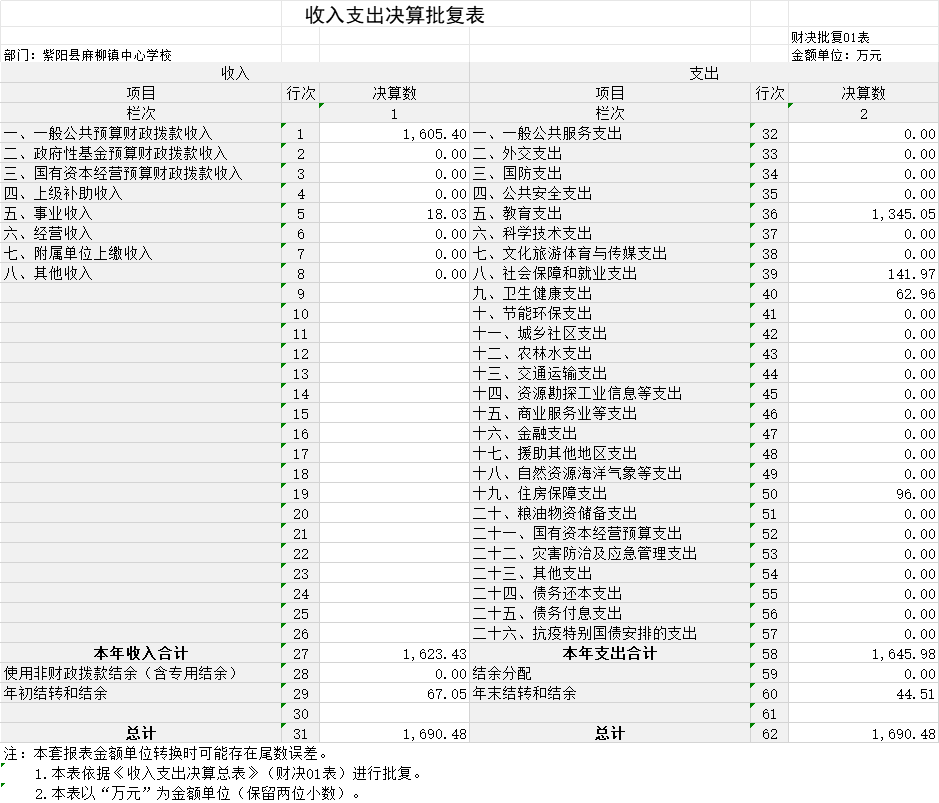 收入支出决算批复表
财决批复01表
部门：紫阳县麻柳镇中心学校 金额单位：万元
收入 支出
项目 行次 决算数 项目 行次 决算数
栏次 1 栏次 2
一、一般公共预算财政拨款收入 1 1,605.40 一、一般公共服务支出 32 0.00
二、政府性基金预算财政拨款收入 2 0.00 二、外交支出 33 0.00
三、国有资本经营预算财政拨款收入 3 0.00 三、国防支出 34 0.00
四、上级补助收入 4 0.00 四、公共安全支出 35 0.00
五、事业收入 5 18.03 五、教育支出 36 1,345.05
六、经营收入 6 0.00 六、科学技术支出 37 0.00
七、附属单位上缴收入 7 0.00 七、文化旅游体育与传媒支出 38 0.00
八、其他收入 8 0.00 八、社会保障和就业支出 39 141.97
9 九、卫生健康支出 40 62.96
10 十、节能环保支出 41 0.00
11 十一、城乡社区支出 42 0.00
12 十二、农林水支出 43 0.00
13 十三、交通运输支出 44 0.00
14 十四、资源勘探工业信息等支出 45 0.00
15 十五、商业服务业等支出 46 0.00
16 十六、金融支出 47 0.00
17 十七、援助其他地区支出 48 0.00
18 十八、自然资源海洋气象等支出 49 0.00
19 十九、住房保障支出 50 96.00
20 二十、粮油物资储备支出 51 0.00
21 二十一、国有资本经营预算支出 52 0.00
22 二十二、灾害防治及应急管理支出 53 0.00
23 二十三、其他支出 54 0.00
24 二十四、债务还本支出 55 0.00
25 二十五、债务付息支出 56 0.00
26 二十六、抗疫特别国债安排的支出 57 0.00
本年收入合计 27 1,623.43 本年支出合计 58 1,645.98
使用非财政拨款结余（含专用结余） 28 0.00 结余分配 59 0.00
年初结转和结余 29 67.05 年末结转和结余 60 44.51
30 61
总计 31 1,690.48 总计 62 1,690.48
注：本套报表金额单位转换时可能存在尾数误差。
1.本表依据《收入支出决算总表》（财决01表）进行批复。
2.本表以“万元”为金额单位（保留两位小数）。